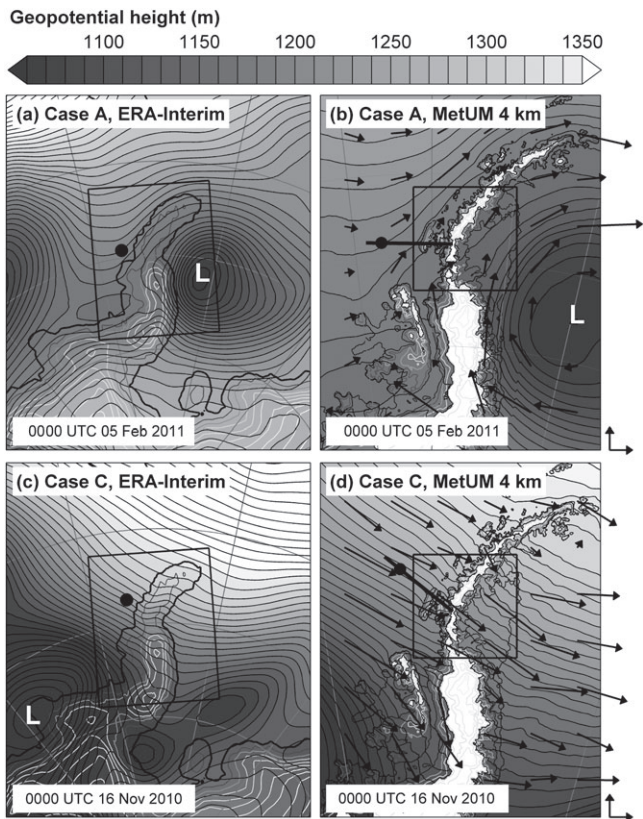 Geopotential height (m)
1100 1150 1200 1250 1300 1350
(a) Case A, ERA-Interim
(b) Case A, MetUM 4 km
L
L
0000 UTC 05 Feb 2011
0000 UTC 05 Feb 2011
(c) Case C, ERA-Interim
(d) Case C, MetUM 4 km
L
0000 UTC 16 Nov 2010
0000 UTC 16 Nov 2010